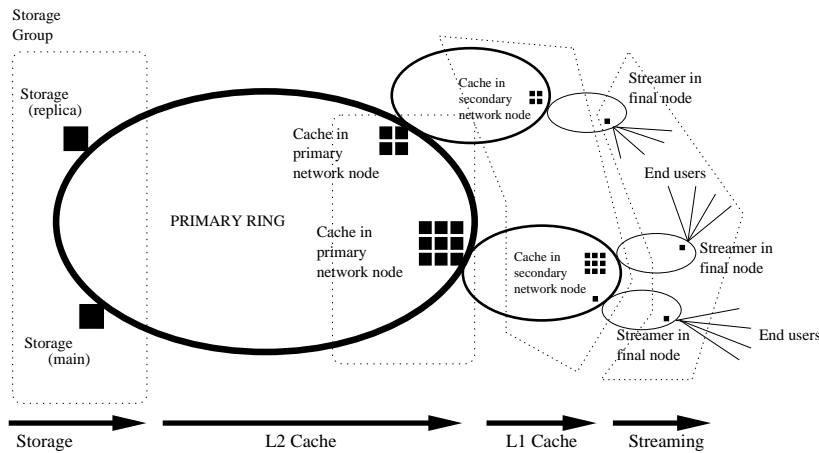 Storage
Group
Storage
(replica)
Cache in
primary
network node
Cache in
secondary
network node
Streamer in
final node
End users
PRIMARY RING
Cache in
primary
network node
Cache in
secondary
network node
Streamer in
final node
Storage
(main)
Streamer in
final node
End users
Storage
L2 Cache
L1 Cache
Streaming